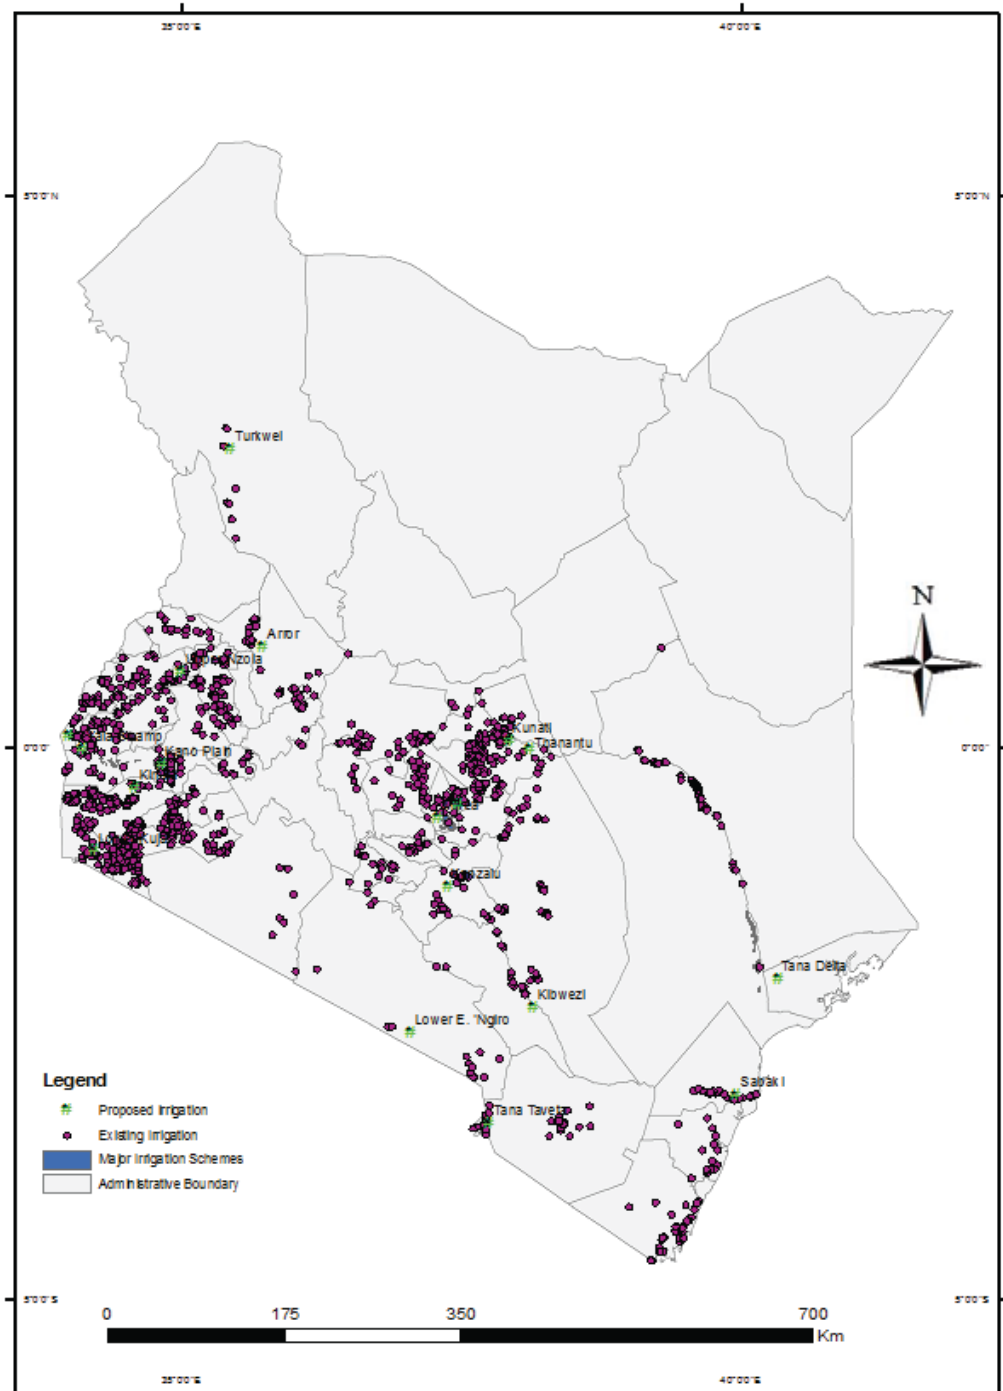 35°0'0"E
40°0'0"E
5°0'0"N
5°0'0"N
Turkwel
N
Arror
Nzoia
Kunati
Thanantu
0°0'0"
0°0'0"
Kano Plain
Kibwezi
Tana Delta
Lower E. 'Ngiro
Sabaki
Tana Taveta
Legend
Proposed Irrigation
Existing Irrigation
Major Irrigation Schemes
Administrative Boundary
5°0'0"S
5°0'0"S
0
175
350
700
Km
35°0'0"E
40°0'0"E